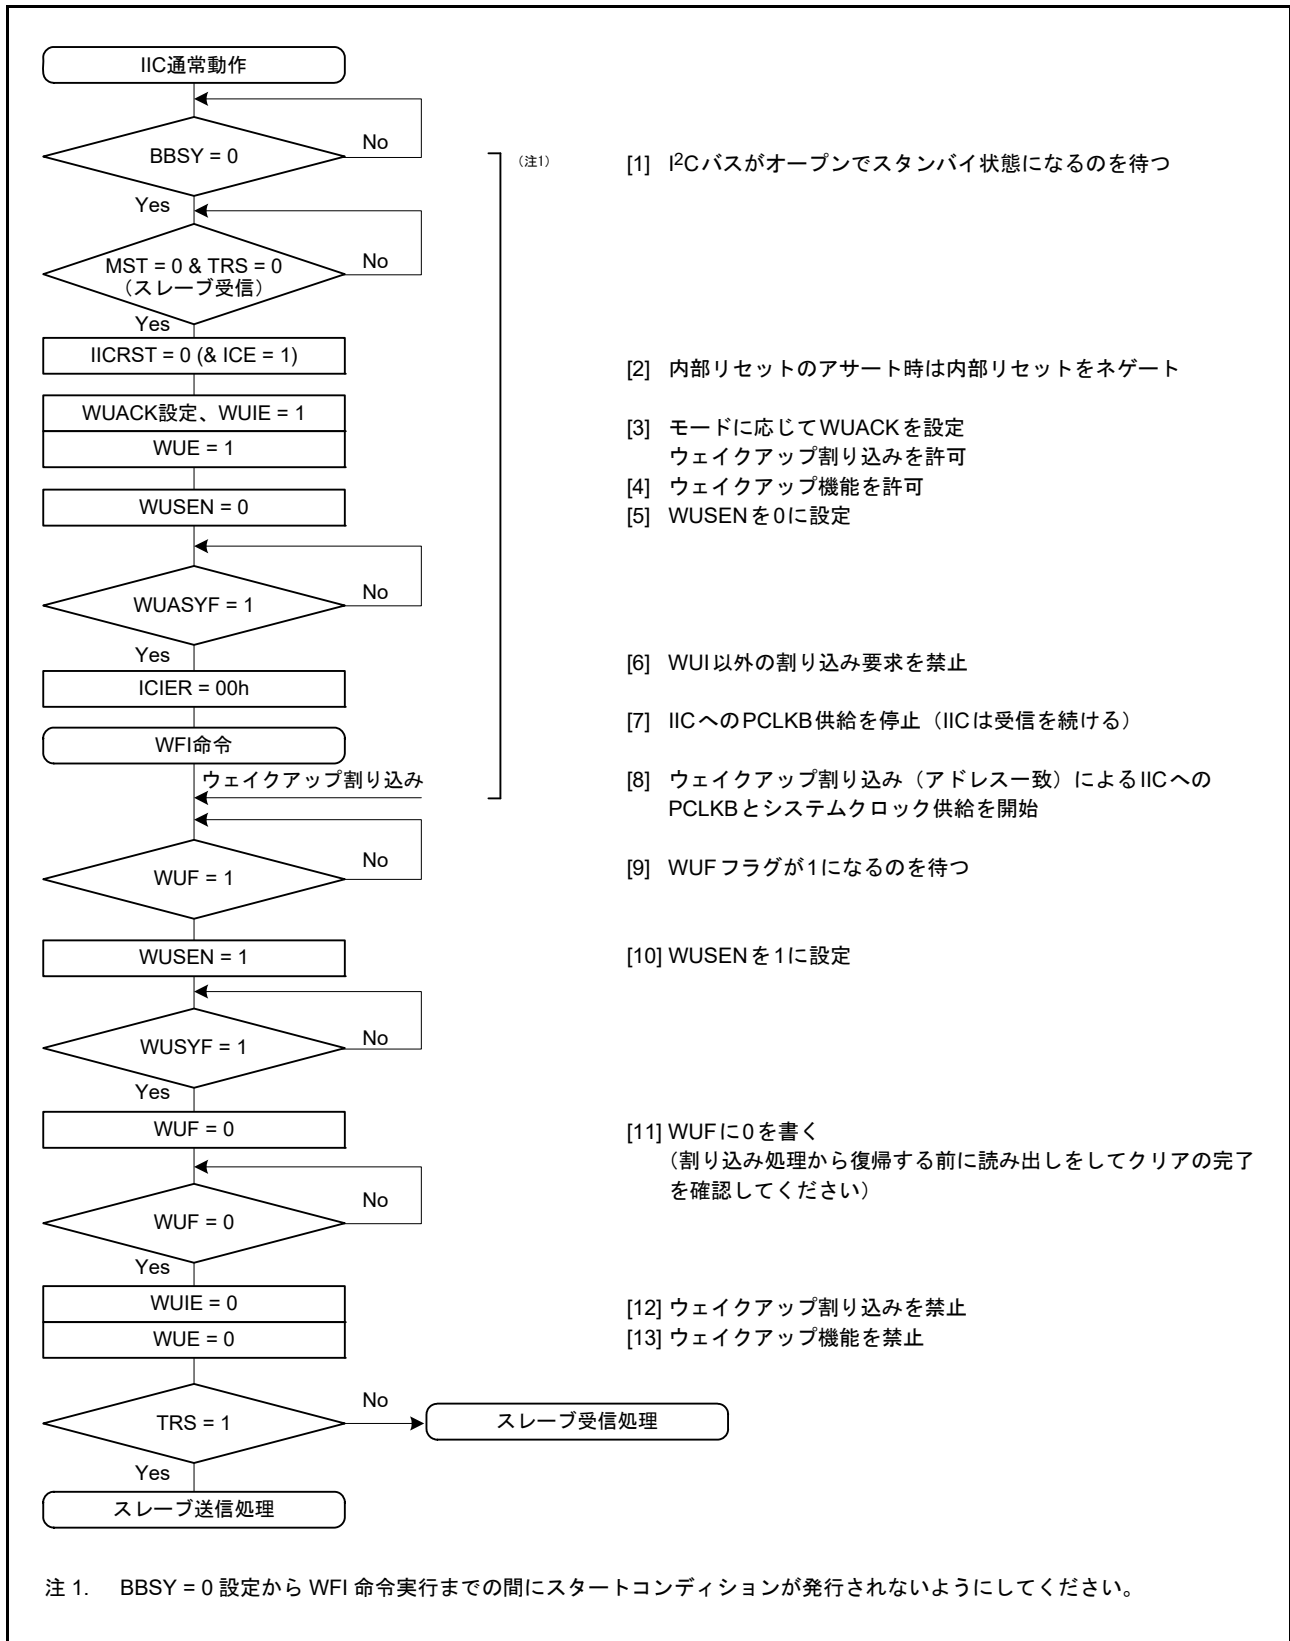 IIC通常動作
BBSY = 0
No
Yes
（注1）
[1] I²Cバスがオープンでスタンバイ状態になるのを待つ
MST = 0 & TRS = 0
（スレーブ受信）
No
Yes
IICRST = 0 (& ICE = 1)
[2] 内部リセットのアサート時は内部リセットをネゲート
WUACK設定、WUIE = 1
[3] モードに応じてWUACKを設定
ウェイクアップ割り込みを許可
WUE = 1
[4] ウェイクアップ機能を許可
WUSEN = 0
[5] WUSENを0に設定
WUASYF = 1
No
Yes
[6] WUI以外の割り込み要求を禁止
ICIER = 00h
[7] IICへのPCLKB供給を停止（IICは受信を続ける）
WFI命令
ウェイクアップ割り込み
[8] ウェイクアップ割り込み（アドレス一致）によるIICへの
PCLKBとシステムクロック供給を開始
WUF = 1
No
[9] WUFフラグが1になるのを待つ
WUSEN = 1
[10] WUSENを1に設定
WUSYF = 1
No
Yes
WUF = 0
[11] WUFに0を書く
（割り込み処理から復帰する前に読み出しをしてクリアの完了
を確認してください）
WUF = 0
No
Yes
WUIE = 0
[12] ウェイクアップ割り込みを禁止
WUE = 0
[13] ウェイクアップ機能を禁止
TRS = 1
No
スレーブ受信処理
Yes
スレーブ送信処理
注 1. BBSY = 0 設定から WFI 命令実行までの間にスタートコンディションが発行されないようにしてください。